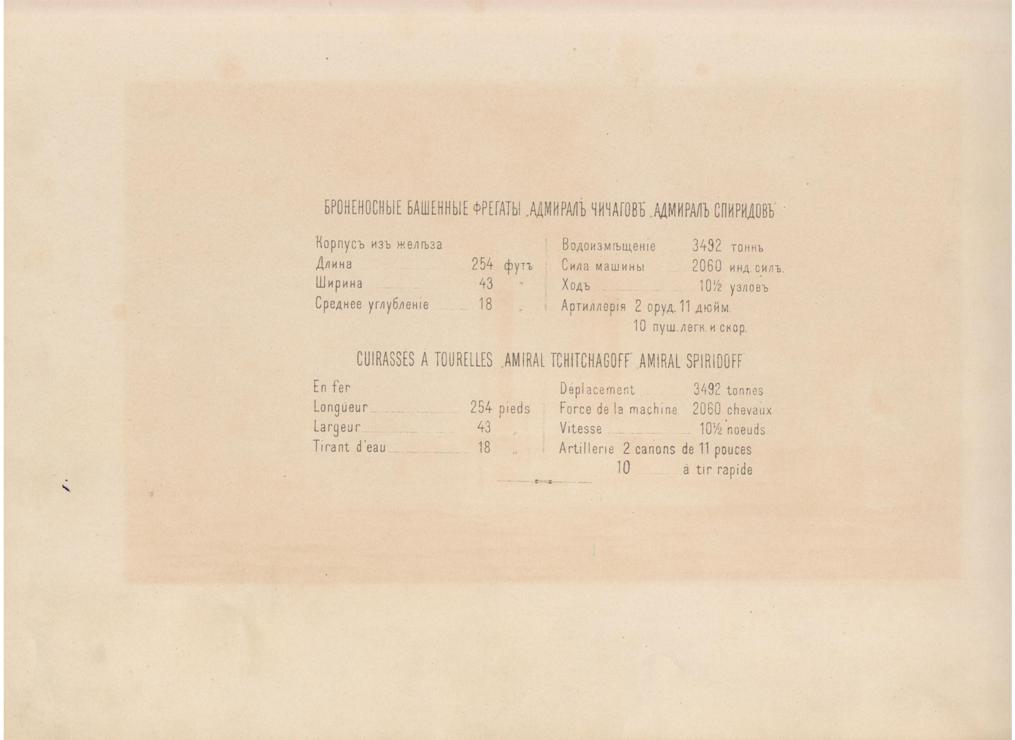 БРОНЕНОСНЫЕ БАШЕННЫЕ ФРЕГАТЫ „АДМИРАЛЪ ЧИЧАГОВЪ„ „АДМИРАЛЪ СПИРИДОВЪ"
Корпусъ изъ желѣза
Длина 254 футъ
Ширина 43 "
Среднее углубленіе 18 "
Водоизмѣщеніе 3492 тоннъ
Сила машины 2060 инд. силъ.
Ходъ 10½ узловъ
Артиллерія 2 оруд. 11 дюйм.
10 пуш. легк. и скор.
CUIRASSÉS A TOURELLES „AMIRAL TCHITCHAGOFF" „AMIRAL SPIRIDOFF"
En fer
Longueur 254 pieds
Largeur 43 "
Tirant d'eau 18 "
Déplacement 3492 tonnes
Force de la machine 2060 chevaux
Vitesse 10½ noeuds
Artillerie 2 canons de 11 pouces
10 à tir rapide